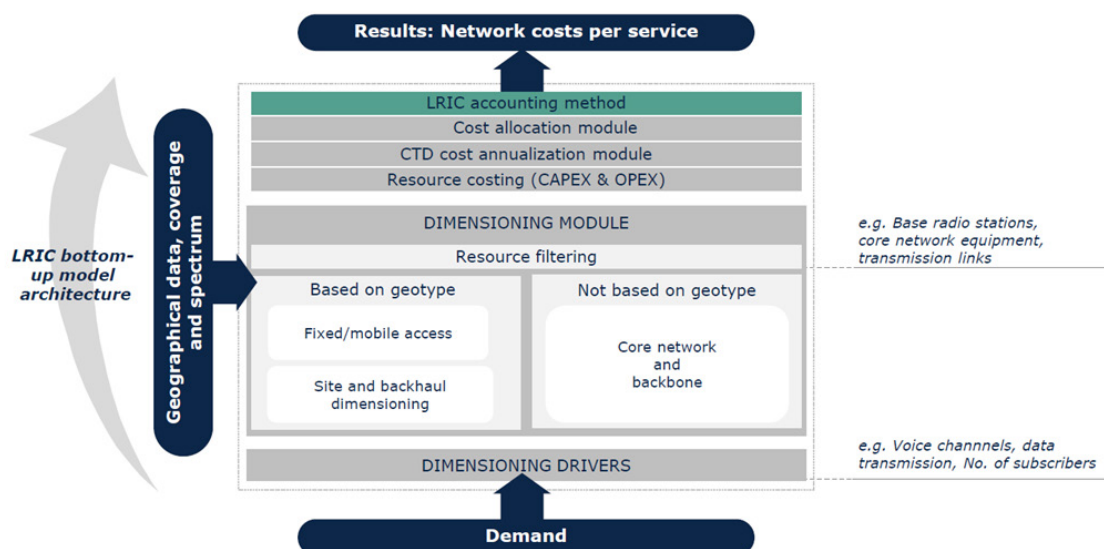 Results: Network costs per service
LRIC accounting method
Cost allocation module
CTD cost annualization module
Resource costing (CAPEX & OPEX)
LRIC bottom-
up model
architecture
Geographical data, coverage
and spectrum
DIMENSIONING MODULE
Resource filtering
Based on geotype
Fixed/mobile access
Site and backhaul
dimensioning
Not based on geotype
Core network
and
backbone
e.g. Base radio stations,
core network equipment,
transmission links
DIMENSIONING DRIVERS
e.g. Voice channnels, data
transmission, No. of subscribers
Demand